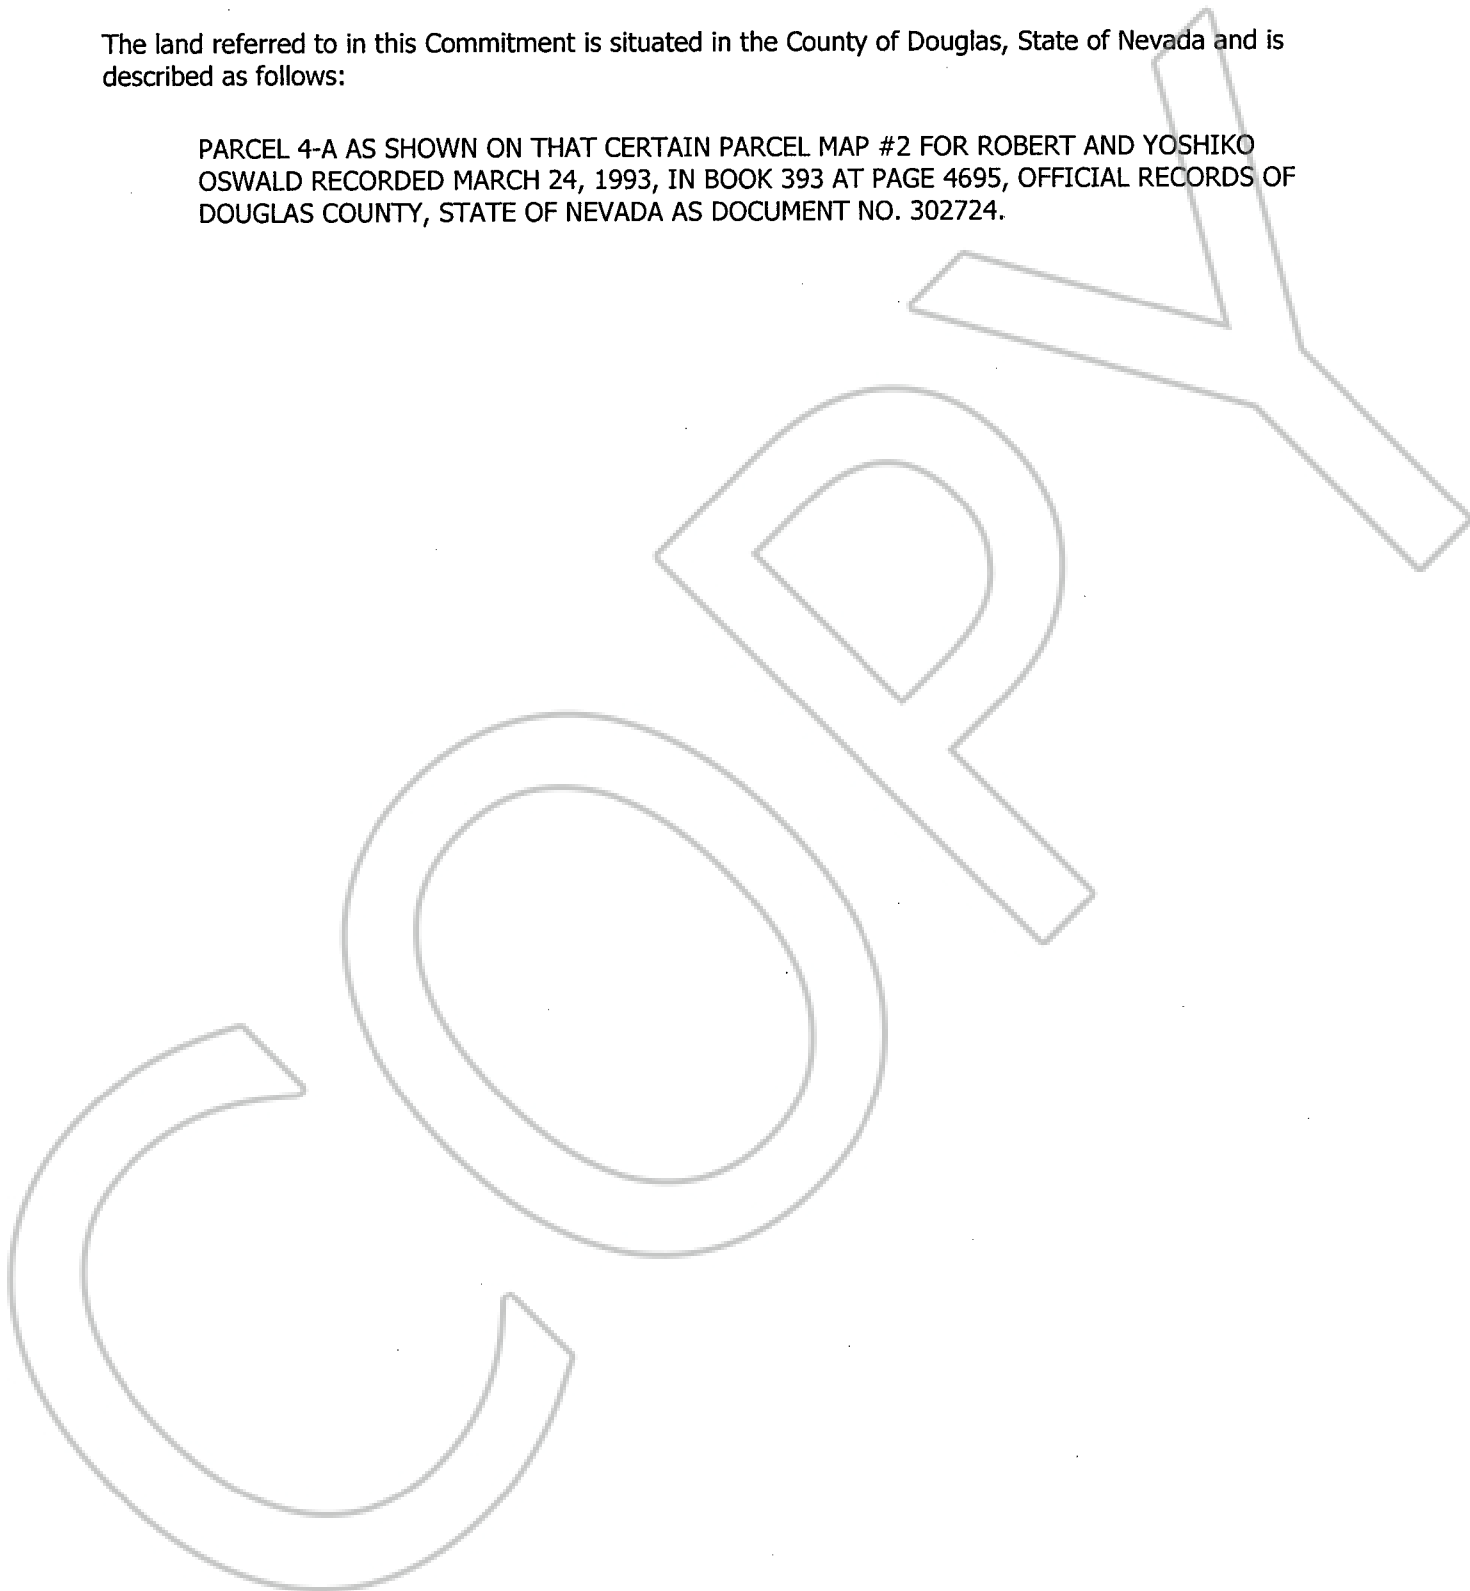 The land referred to in this Commitment is situated in the County of Douglas, State of Nevada and is
described as follows:
PARCEL 4-A AS SHOWN ON THAT CERTAIN PARCEL MAP #2 FOR ROBERT AND YOSHIKO
OSWALD RECORDED MARCH 24, 1993, IN BOOK 393 AT PAGE 4695, OFFICIAL RECORDS OF
DOUGLAS COUNTY, STATE OF NEVADA AS DOCUMENT NO. 302724.
COPY